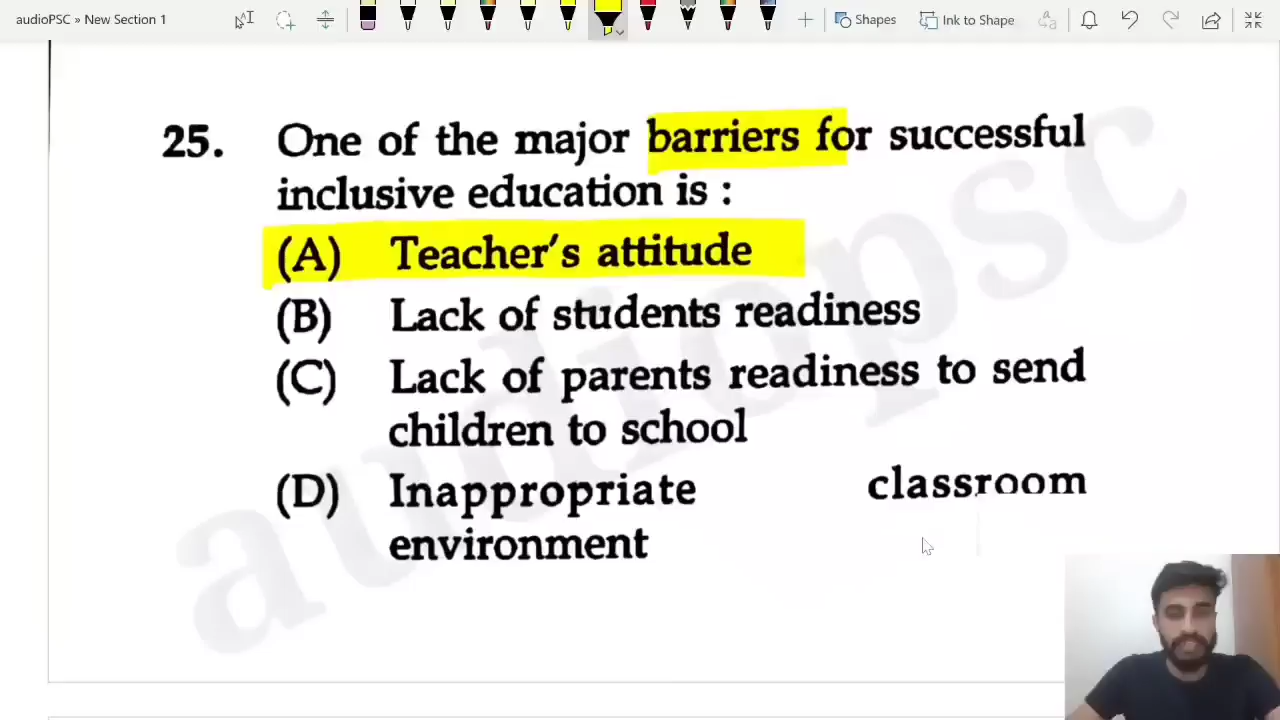 audioPSC » New Section 1
Shapes
Ink to Shape
25. One of the major barriers for successful
inclusive education is :
(A) Teacher's attitude
(B) Lack of students readiness
(C) Lack of parents readiness to send
children to school
(D) Inappropriate classroom
environment
audiopsc